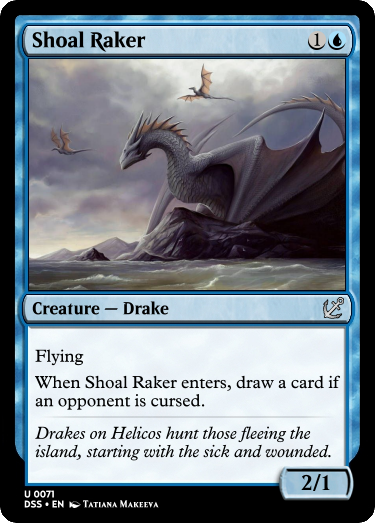 Shoal Raker
1
Creature — Drake
Flying
When Shoal Raker enters, draw a card if
an opponent is cursed.
Drakes on Helicos hunt those fleeing the
island, starting with the sick and wounded.
2/1
U 0071
DSS • EN Tatiana Makeeva